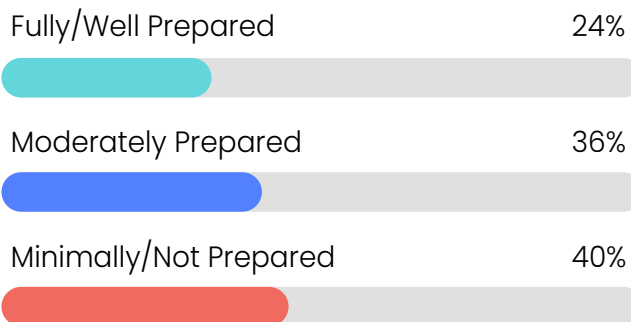 Fully/Well Prepared 24%
Moderately Prepared 36%
Minimally/Not Prepared 40%